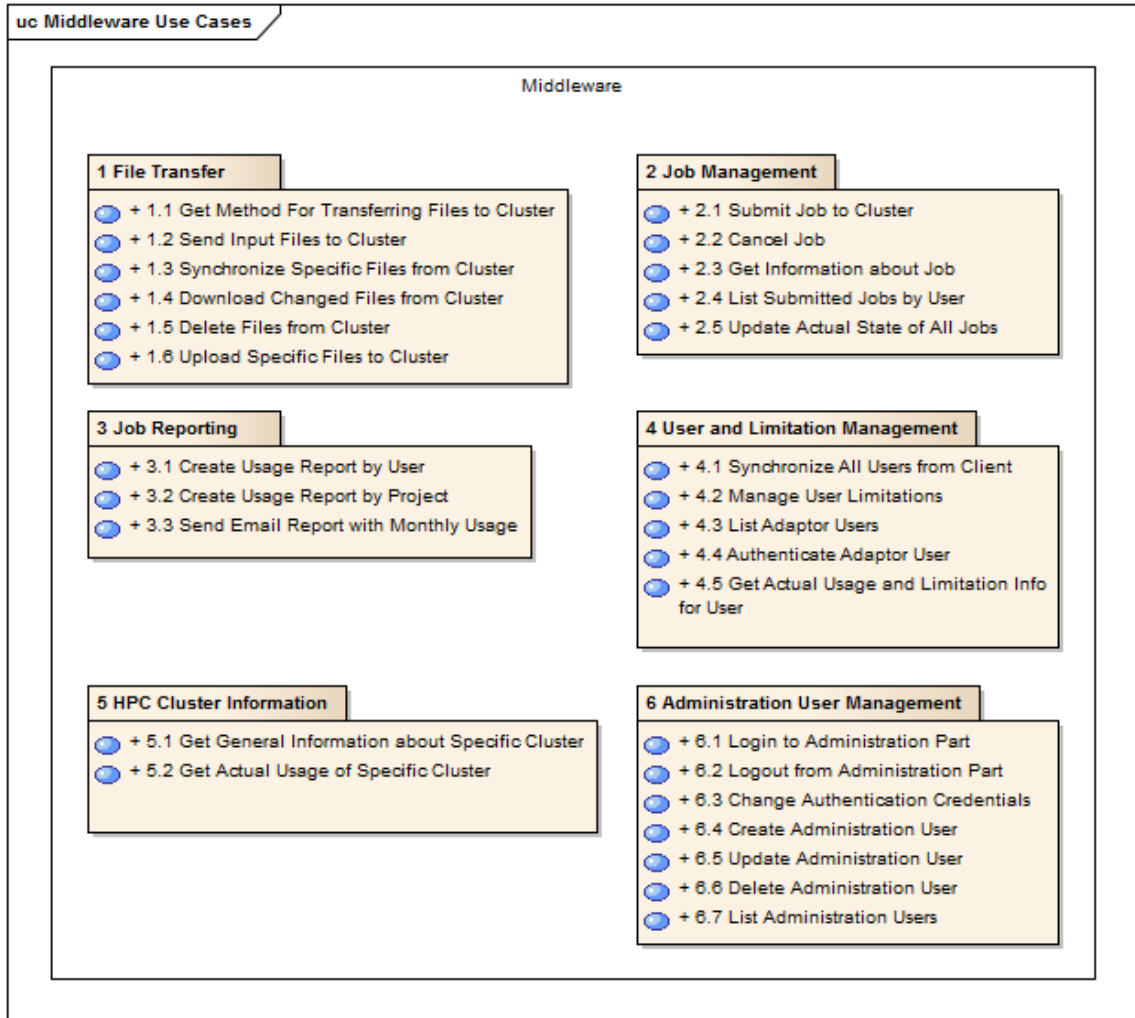 uc Middleware Use Cases
Middleware
1 File Transfer
+ 1.1 Get Method For Transferring Files to Cluster
+ 1.2 Send Input Files to Cluster
+ 1.3 Synchronize Specific Files from Cluster
+ 1.4 Download Changed Files from Cluster
+ 1.5 Delete Files from Cluster
+ 1.6 Upload Specific Files to Cluster
2 Job Management
+ 2.1 Submit Job to Cluster
+ 2.2 Cancel Job
+ 2.3 Get Information about Job
+ 2.4 List Submitted Jobs by User
+ 2.5 Update Actual State of All Jobs
3 Job Reporting
+ 3.1 Create Usage Report by User
+ 3.2 Create Usage Report by Project
+ 3.3 Send Email Report with Monthly Usage
4 User and Limitation Management
+ 4.1 Synchronize All Users from Client
+ 4.2 Manage User Limitations
+ 4.3 List Adaptor Users
+ 4.4 Authenticate Adaptor User
+ 4.5 Get Actual Usage and Limitation Info
for User
5 HPC Cluster Information
+ 5.1 Get General Information about Specific Cluster
+ 5.2 Get Actual Usage of Specific Cluster
6 Administration User Management
+ 6.1 Login to Administration Part
+ 6.2 Logout from Administration Part
+ 6.3 Change Authentication Credentials
+ 6.4 Create Administration User
+ 6.5 Update Administration User
+ 6.6 Delete Administration User
+ 6.7 List Administration Users